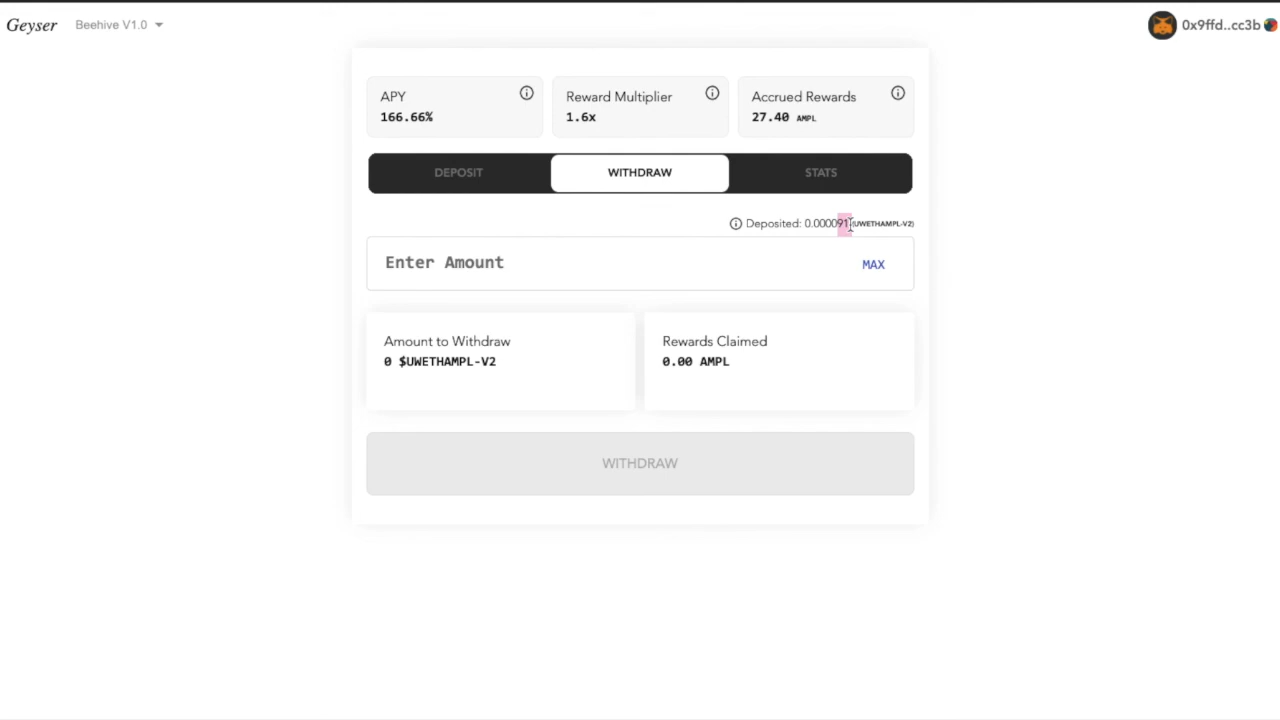 Geyser Beehive V1.0 0x9ffd..cc3b
APY Reward Multiplier Accrued Rewards
166.66% 1.6x 27.40 AMPL
DEPOSIT WITHDRAW STATS
Deposited: 0.000091 (UWETHAMPL-V2)
Enter Amount MAX
Amount to Withdraw Rewards Claimed
0 $UWETHAMPL-V2 0.00 AMPL
WITHDRAW